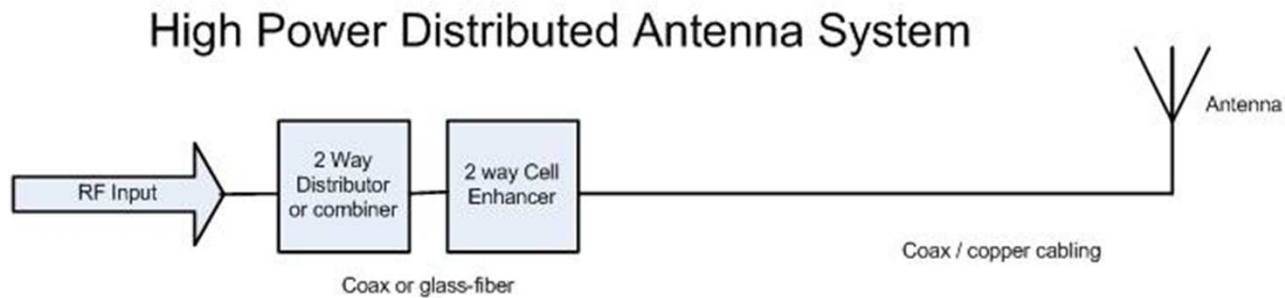 High Power Distributed Antenna System
Antenna
RF Input
2 Way
Distributor
or combiner
2 way Cell
Enhancer
Coax / copper cabling
Coax or glass-fiber